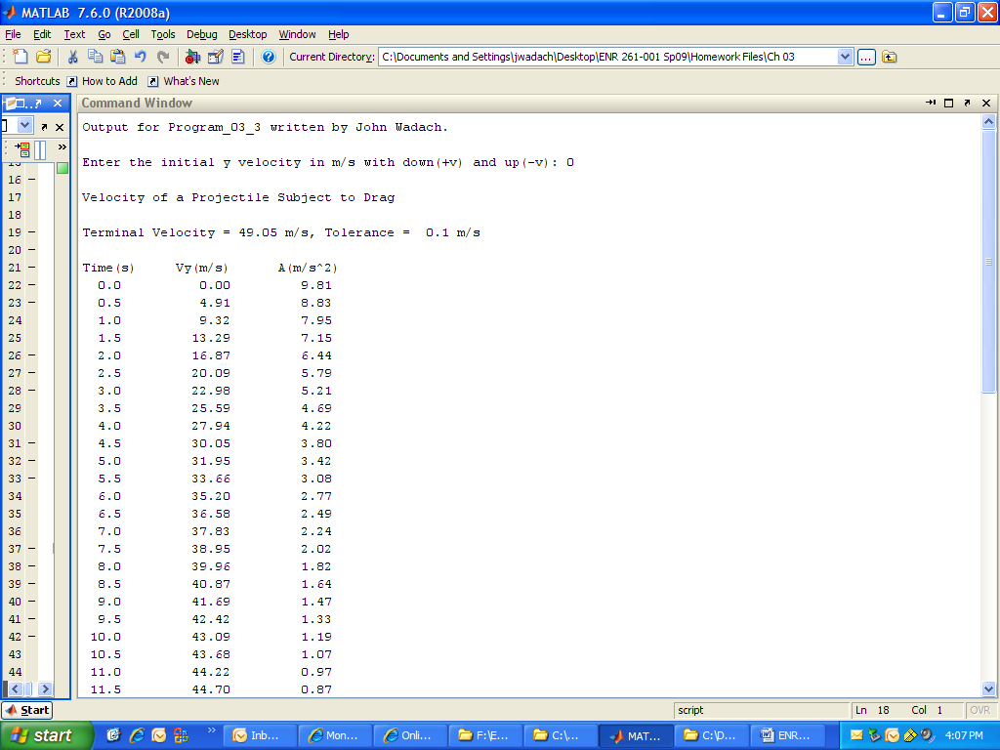 MATLAB 7.6.0 (R2008a)
File Edit Text Go Cell Tools Debug Desktop Window Help
Current Directory: C:\Documents and Settings\jwadach\Desktop\ENR 261-001 Sp09\Homework Files\Ch 03
Shortcuts How to Add What's New
Command Window
Output for Program_03_3 written by John Wadach.
Enter the initial y velocity in m/s with down(+v) and up(-v): 0
Velocity of a Projectile Subject to Drag
Terminal Velocity = 49.05 m/s, Tolerance =  0.1 m/s
Time(s) Vy(m/s) A(m/s^2)
0.0 0.00 9.81
0.5 4.91 8.83
1.0 9.32 7.95
1.5 13.29 7.15
2.0 16.87 6.44
2.5 20.09 5.79
3.0 22.98 5.21
3.5 25.59 4.69
4.0 27.94 4.22
4.5 30.05 3.80
5.0 31.95 3.42
5.5 33.66 3.08
6.0 35.20 2.77
6.5 36.58 2.49
7.0 37.83 2.24
7.5 38.95 2.02
8.0 39.96 1.82
8.5 40.87 1.64
9.0 41.69 1.47
9.5 42.42 1.33
10.0 43.09 1.19
10.5 43.68 1.07
11.0 44.22 0.97
11.5 44.70 0.87
16 -
17
18
19 -
20 -
21 -
22 -
23 -
24
25
26 -
27 -
28 -
29
30
31 -
32 -
33 -
34
35
36
37 -
38 -
39 -
40 -
41 -
42 -
43
44
Start script Ln 18 Col 1 OVR
start Inb... Mon... Onli... F:\E... C:\... MAT... C:\D... ENR... 4:07 PM